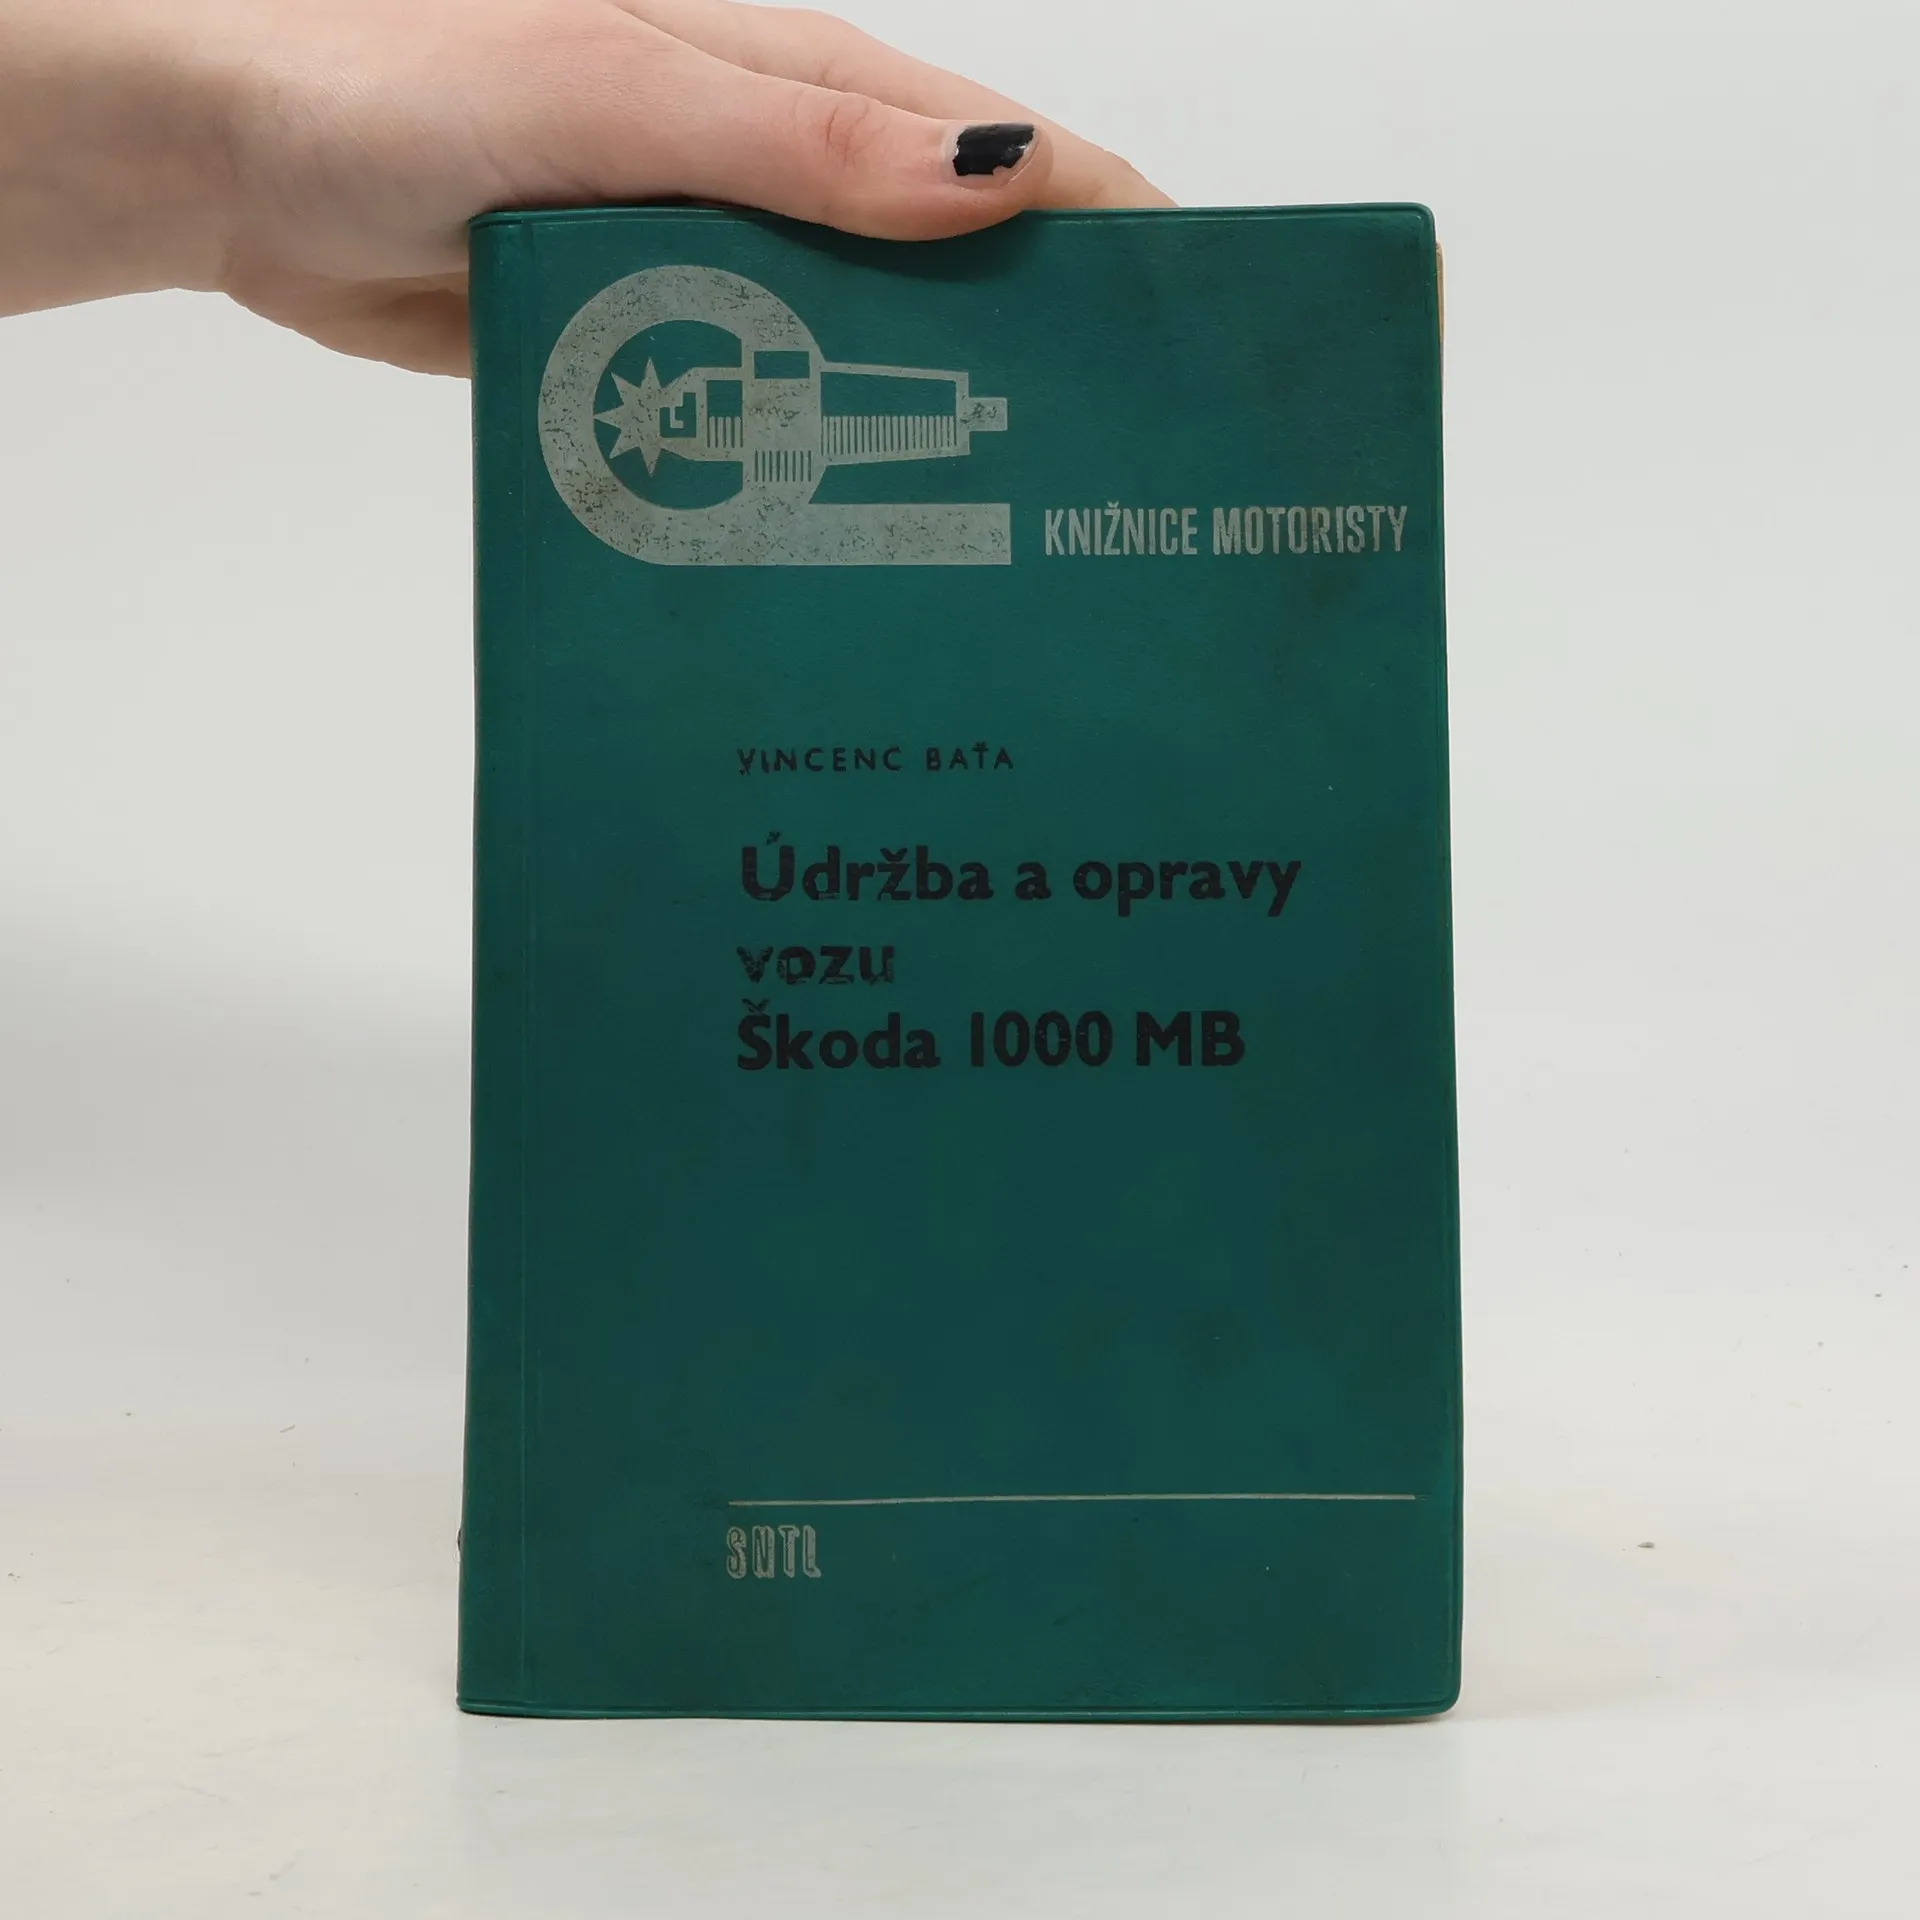 KNIŽNICE MOTORISTY
VINCENC BAŤA
Údržba a opravy
vozu
Škoda 1000 MB
SNTL